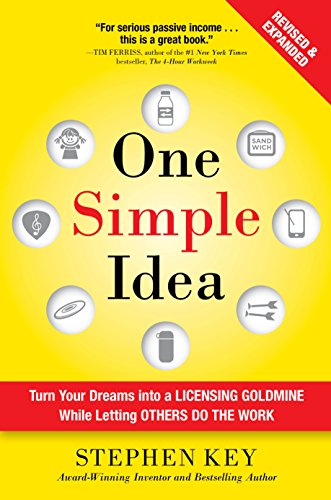 “For serious passive income . . .
this is a great book.”
—TIM FERRISS, author of the #1 New York Times
bestseller, The 4-Hour Workweek
REVISED &
EXPANDED
SAND
WICH
One
Simple
Idea
Turn Your Dreams into a LICENSING GOLDMINE
While Letting OTHERS DO THE WORK
STEPHEN KEY
Award-Winning Inventor and Bestselling Author